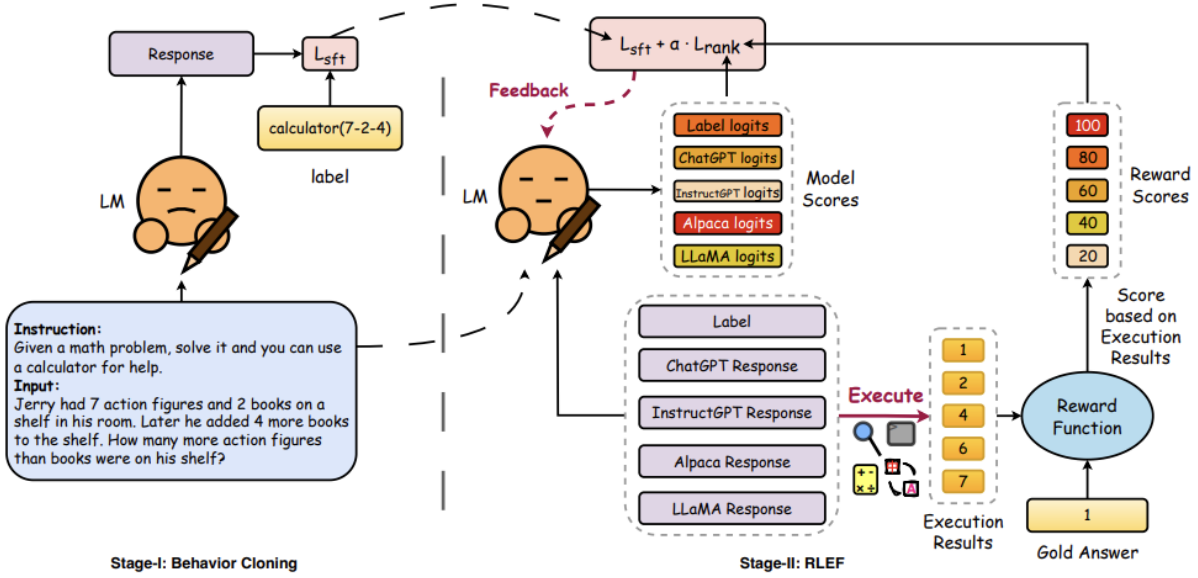 Response
Lsft
calculator(7-2-4)
label
LM
Instruction:
Given a math problem, solve it and you can use
a calculator for help.
Input:
Jerry had 7 action figures and 2 books on a
shelf in his room. Later he added 4 more books
to the shelf. How many more action figures
than books were on his shelf?
Stage-I: Behavior Cloning
Lsft + α · Lrank
Feedback
LM
Label logits
ChatGPT logits
InstructGPT logits
Alpaca logits
LLaMA logits
Model
Scores
100
80
60
40
20
Reward
Scores
Score
based on
Execution
Results
Label
ChatGPT Response
InstructGPT Response
Alpaca Response
LLaMA Response
Execute
+ -
× ÷
A
1
2
4
6
7
Execution
Results
Reward
Function
1
Gold Answer
Stage-II: RLEF